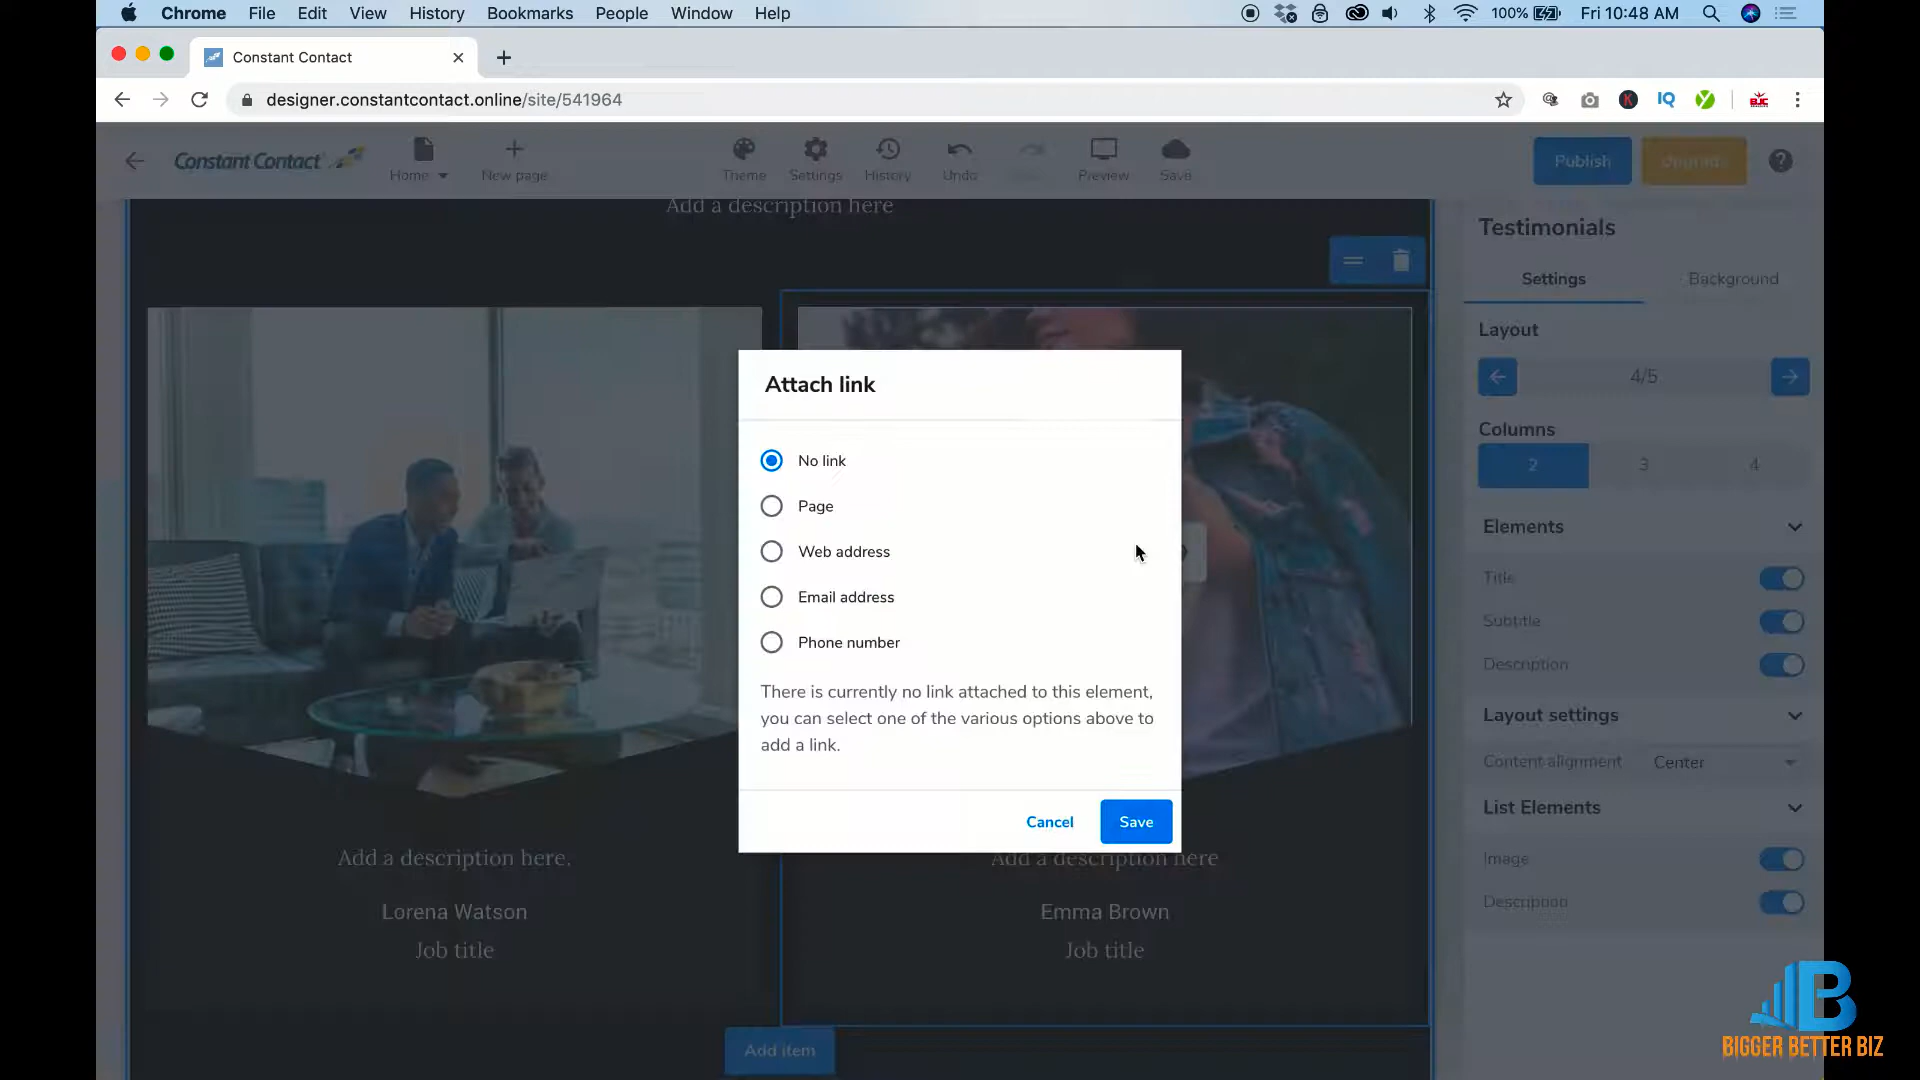 Chrome File Edit View History Bookmarks People Window Help 100% Fri 10:48 AM
Constant Contact
designer.constantcontact.online/site/541964
IQ
BJC
Constant Contact
Home New page Theme Settings History Undo Preview Save
Publish Upgrade
Add a description here
Testimonials
Settings Background
Layout
4/5
Columns
2 3 4
Elements
Title
Subtitle
Description
Layout settings
Content alignment Center
List Elements
Image
Description
Attach link
No link
Page
Web address
Email address
Phone number
There is currently no link attached to this element,
you can select one of the various options above to
add a link.
Cancel Save
Add a description here.
Lorena Watson
Job title
Add a description here
Emma Brown
Job title
Add item
B
BIGGER BETTER BIZ